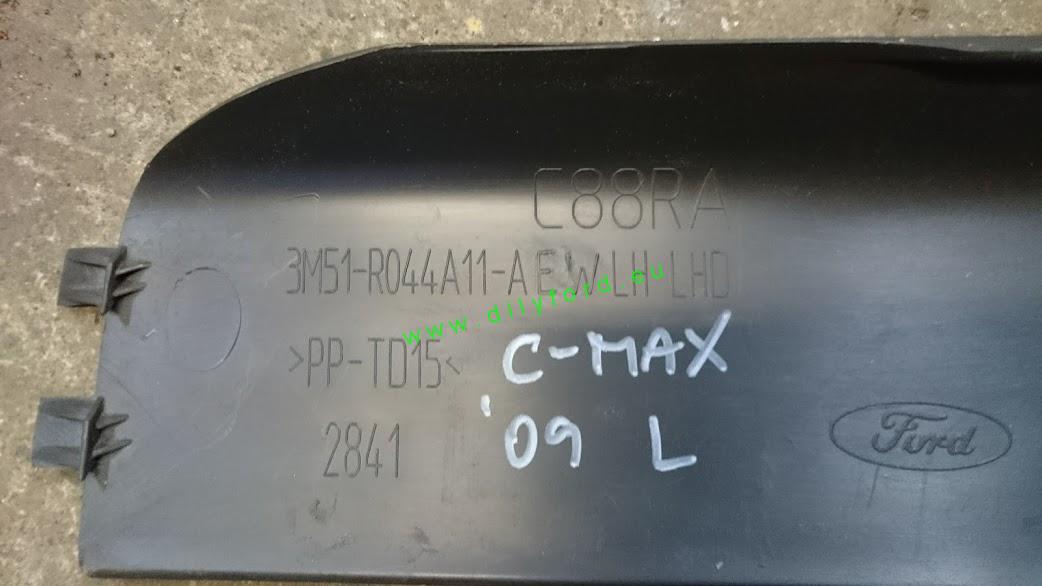 C88RA
3M51-R044A11-AEW LH LHD
www.dilyford.eu
>PP-TD15<
C-MAX
2841
'09 L
Ford